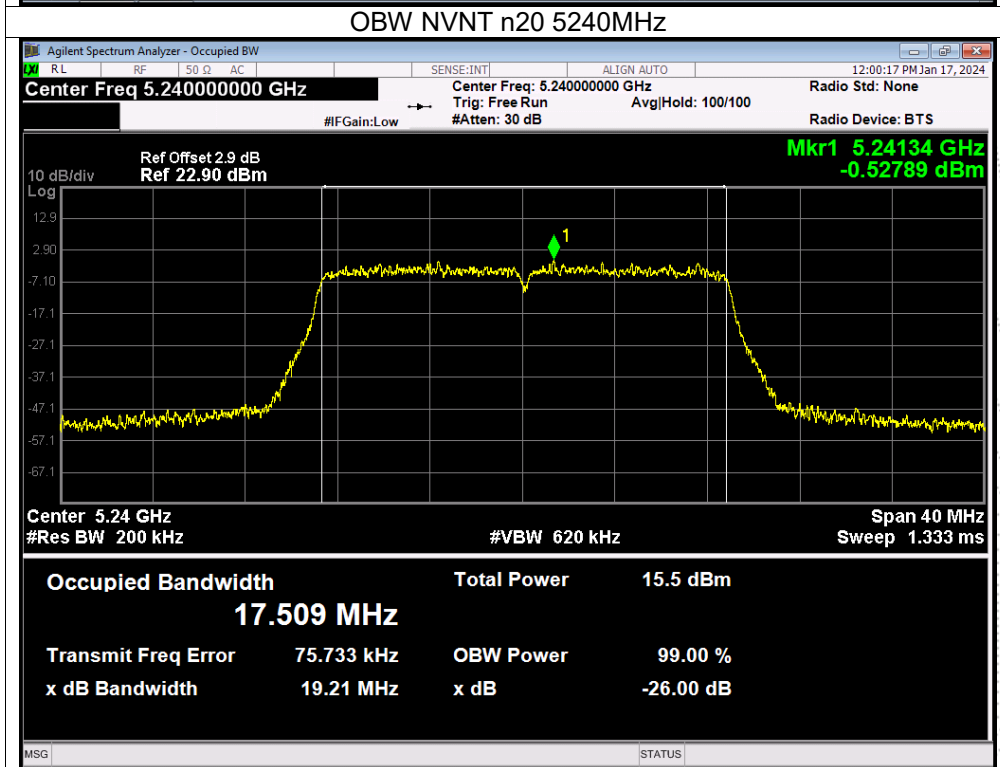 OBW NVNT n20 5240MHz
Agilent Spectrum Analyzer - Occupied BW
LXI RL RF 50 Ω AC SENSE:INT ALIGN AUTO 12:00:17 PM Jan 17, 2024
Center Freq 5.240000000 GHz
Center Freq: 5.240000000 GHz Radio Std: None
Trig: Free Run Avg|Hold: 100/100
#IFGain:Low #Atten: 30 dB Radio Device: BTS
Mkr1 5.24134 GHz
-0.52789 dBm
Ref Offset 2.9 dB
10 dB/div Ref 22.90 dBm
Log
1
12.9
2.90
-7.10
-17.1
-27.1
-37.1
-47.1
-57.1
-67.1
Center 5.24 GHz Span 40 MHz
#Res BW 200 kHz #VBW 620 kHz Sweep 1.333 ms
Occupied Bandwidth Total Power 15.5 dBm
17.509 MHz
Transmit Freq Error 75.733 kHz OBW Power 99.00 %
x dB Bandwidth 19.21 MHz x dB -26.00 dB
MSG STATUS